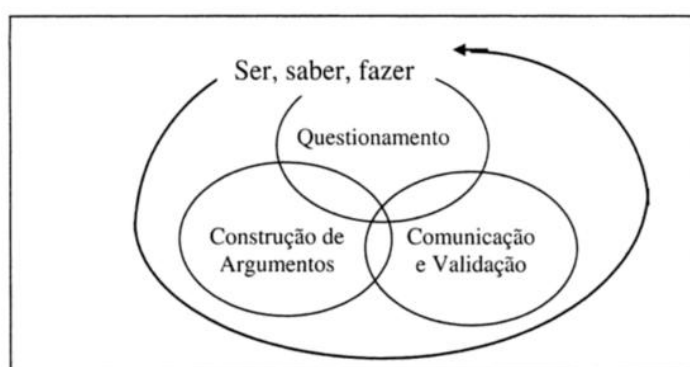 Ser, saber, fazer
Questionamento
Construção de
Argumentos
Comunicação
e Validação